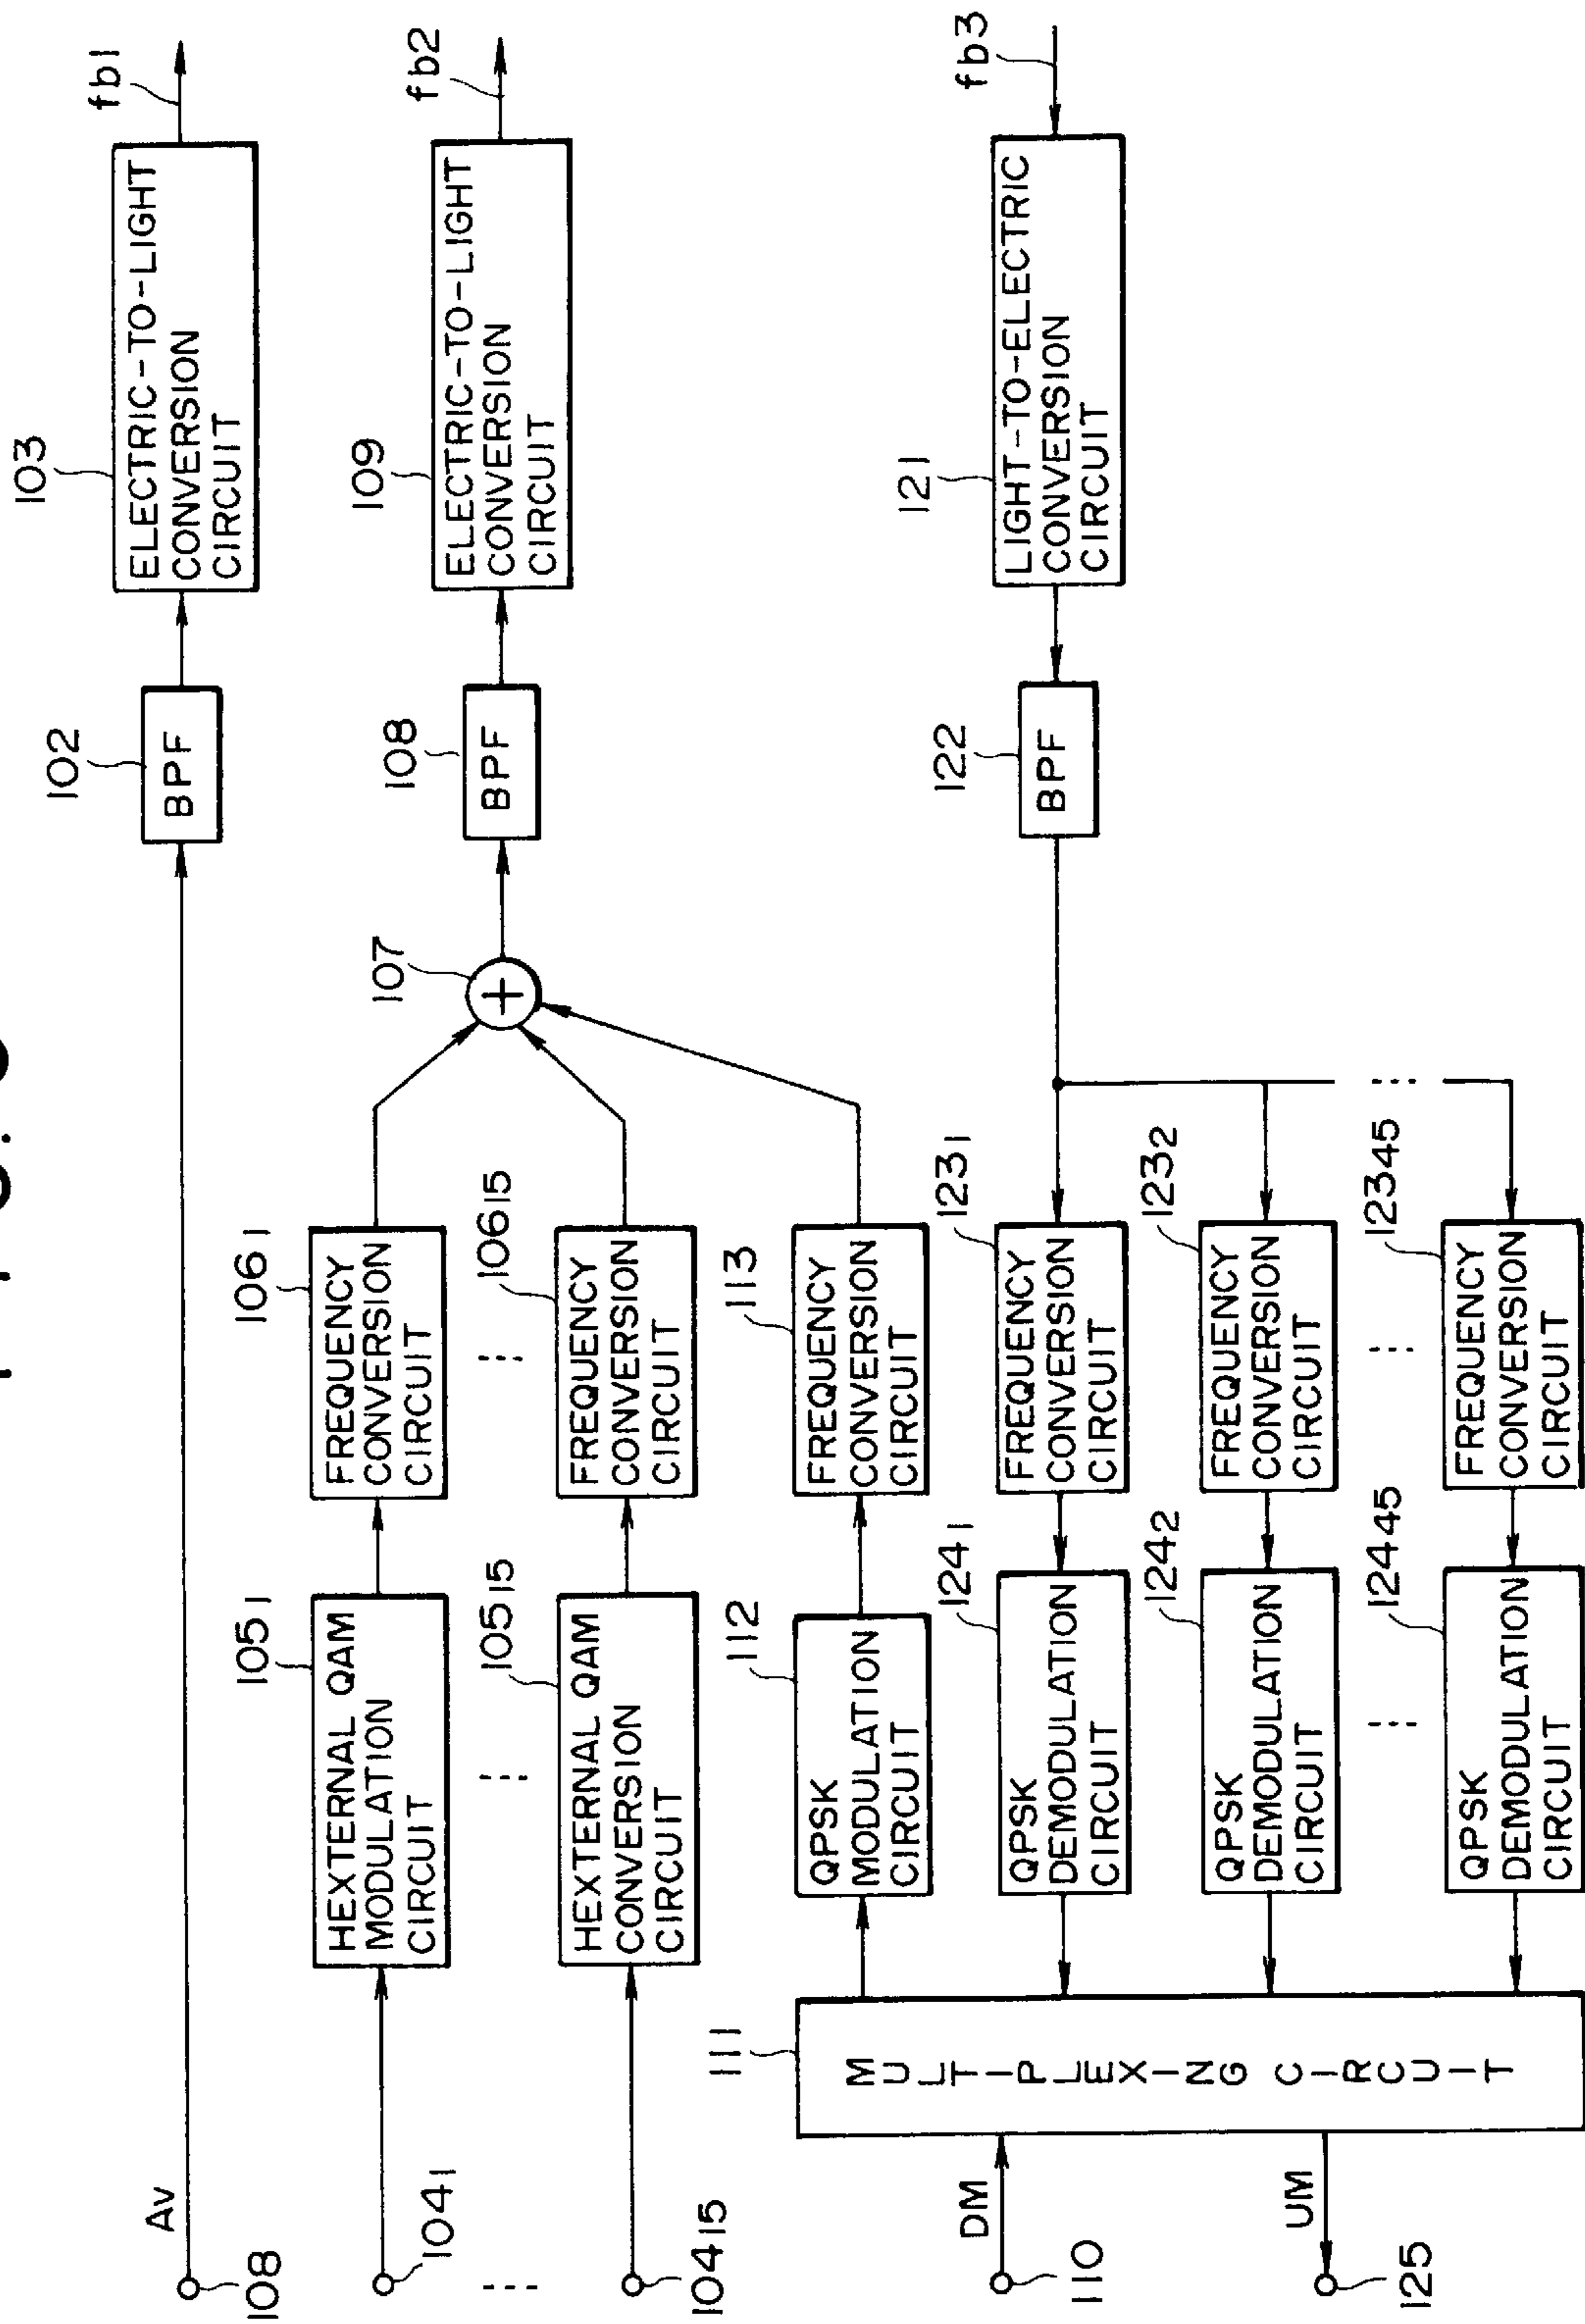 Av
108
102
BPF
103
ELECTRIC-TO-LIGHT
CONVERSION
CIRCUIT
fb1
104₁
105₁
HEXTERNAL QAM
MODULATION
CIRCUIT
106₁
FREQUENCY
CONVERSION
CIRCUIT
107
+
108
BPF
109
ELECTRIC-TO-LIGHT
CONVERSION
CIRCUIT
fb2
...
...
...
104₁₅
105₁₅
HEXTERNAL QAM
CONVERSION
CIRCUIT
106₁₅
FREQUENCY
CONVERSION
CIRCUIT
111
MULTIPLEXING CIRCUIT
112
QPSK
MODULATION
CIRCUIT
113
FREQUENCY
CONVERSION
CIRCUIT
DM
110
124₁
QPSK
DEMODULATION
CIRCUIT
123₁
FREQUENCY
CONVERSION
CIRCUIT
122
BPF
121
LIGHT-TO-ELECTRIC
CONVERSION
CIRCUIT
fb3
124₂
QPSK
DEMODULATION
CIRCUIT
123₂
FREQUENCY
CONVERSION
CIRCUIT
UM
125
...
...
...
124₄₅
QPSK
DEMODULATION
CIRCUIT
123₄₅
FREQUENCY
CONVERSION
CIRCUIT